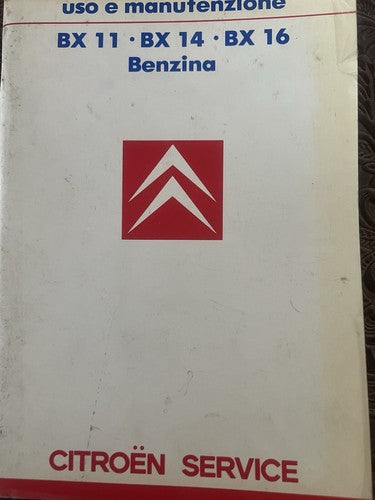 uso e manutenzione
BX 11 · BX 14 · BX 16
Benzina
CITROËN SERVICE